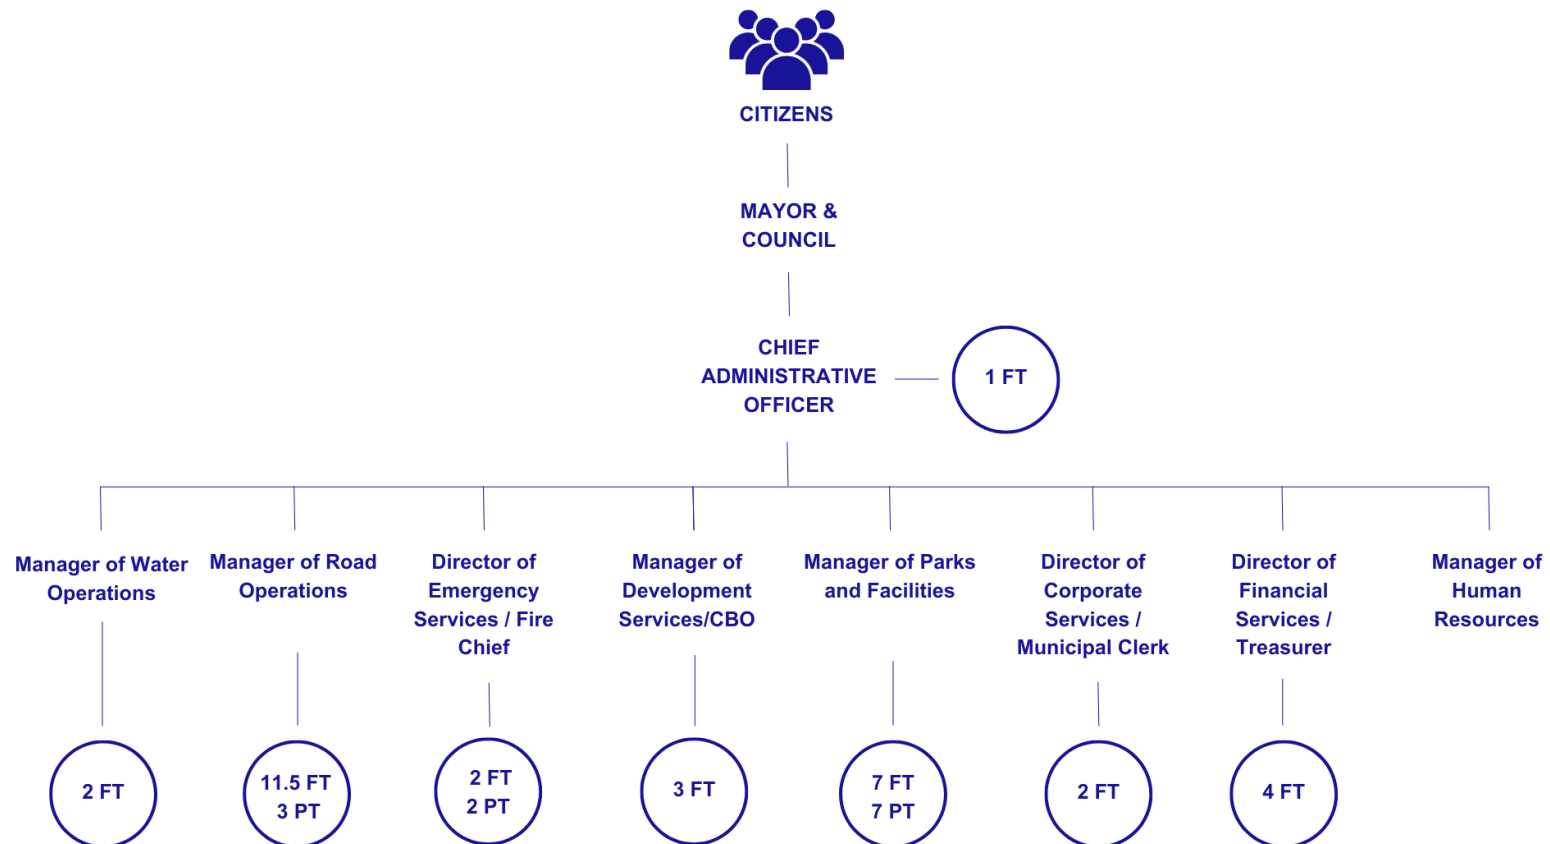 CITIZENS
MAYOR &
COUNCIL
CHIEF
ADMINISTRATIVE
OFFICER
1 FT
Manager of Water
Operations
Manager of Road
Operations
Director of
Emergency
Services / Fire
Chief
Manager of
Development
Services/CBO
Manager of Parks
and Facilities
Director of
Corporate
Services /
Municipal Clerk
Director of
Financial
Services /
Treasurer
Manager of
Human
Resources
2 FT
11.5 FT
3 PT
2 FT
2 PT
3 FT
7 FT
7 PT
2 FT
4 FT